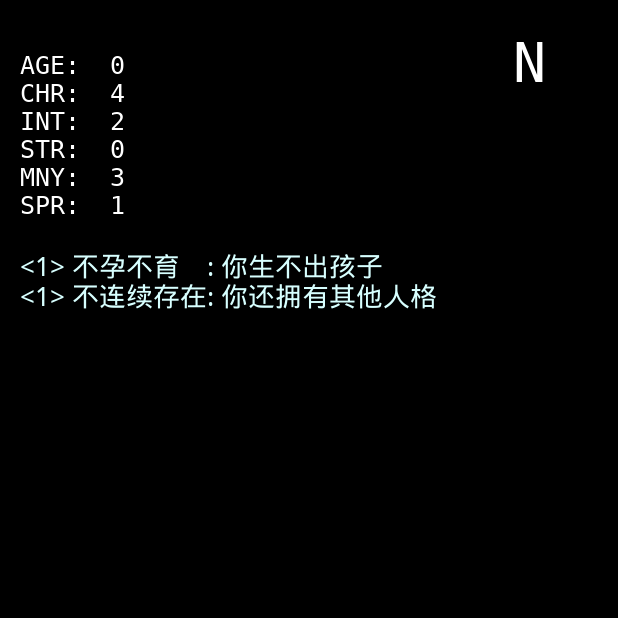 N
AGE: 0
CHR: 4
INT: 2
STR: 0
MNY: 3
SPR: 1
<1> 不孕不育 : 你生不出孩子
<1> 不连续存在: 你还拥有其他人格